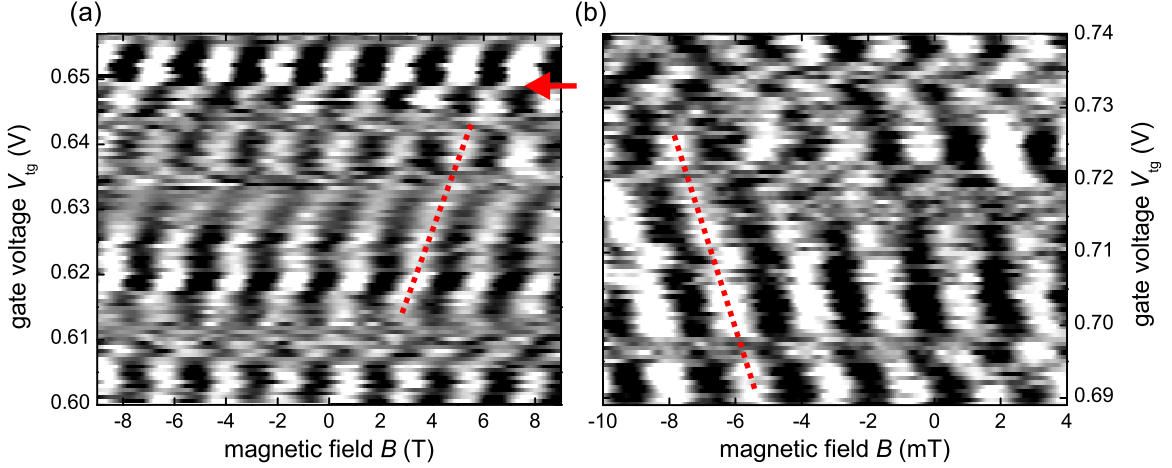 (a)
(b)
gate voltage Vtg (V)
0.65
0.64
0.63
0.62
0.61
0.60
-8 -6 -4 -2 0 2 4 6 8
magnetic field B (T)
0.74
0.73
0.72
0.71
0.70
0.69
gate voltage Vtg (V)
-10 -8 -6 -4 -2 0 2 4
magnetic field B (mT)